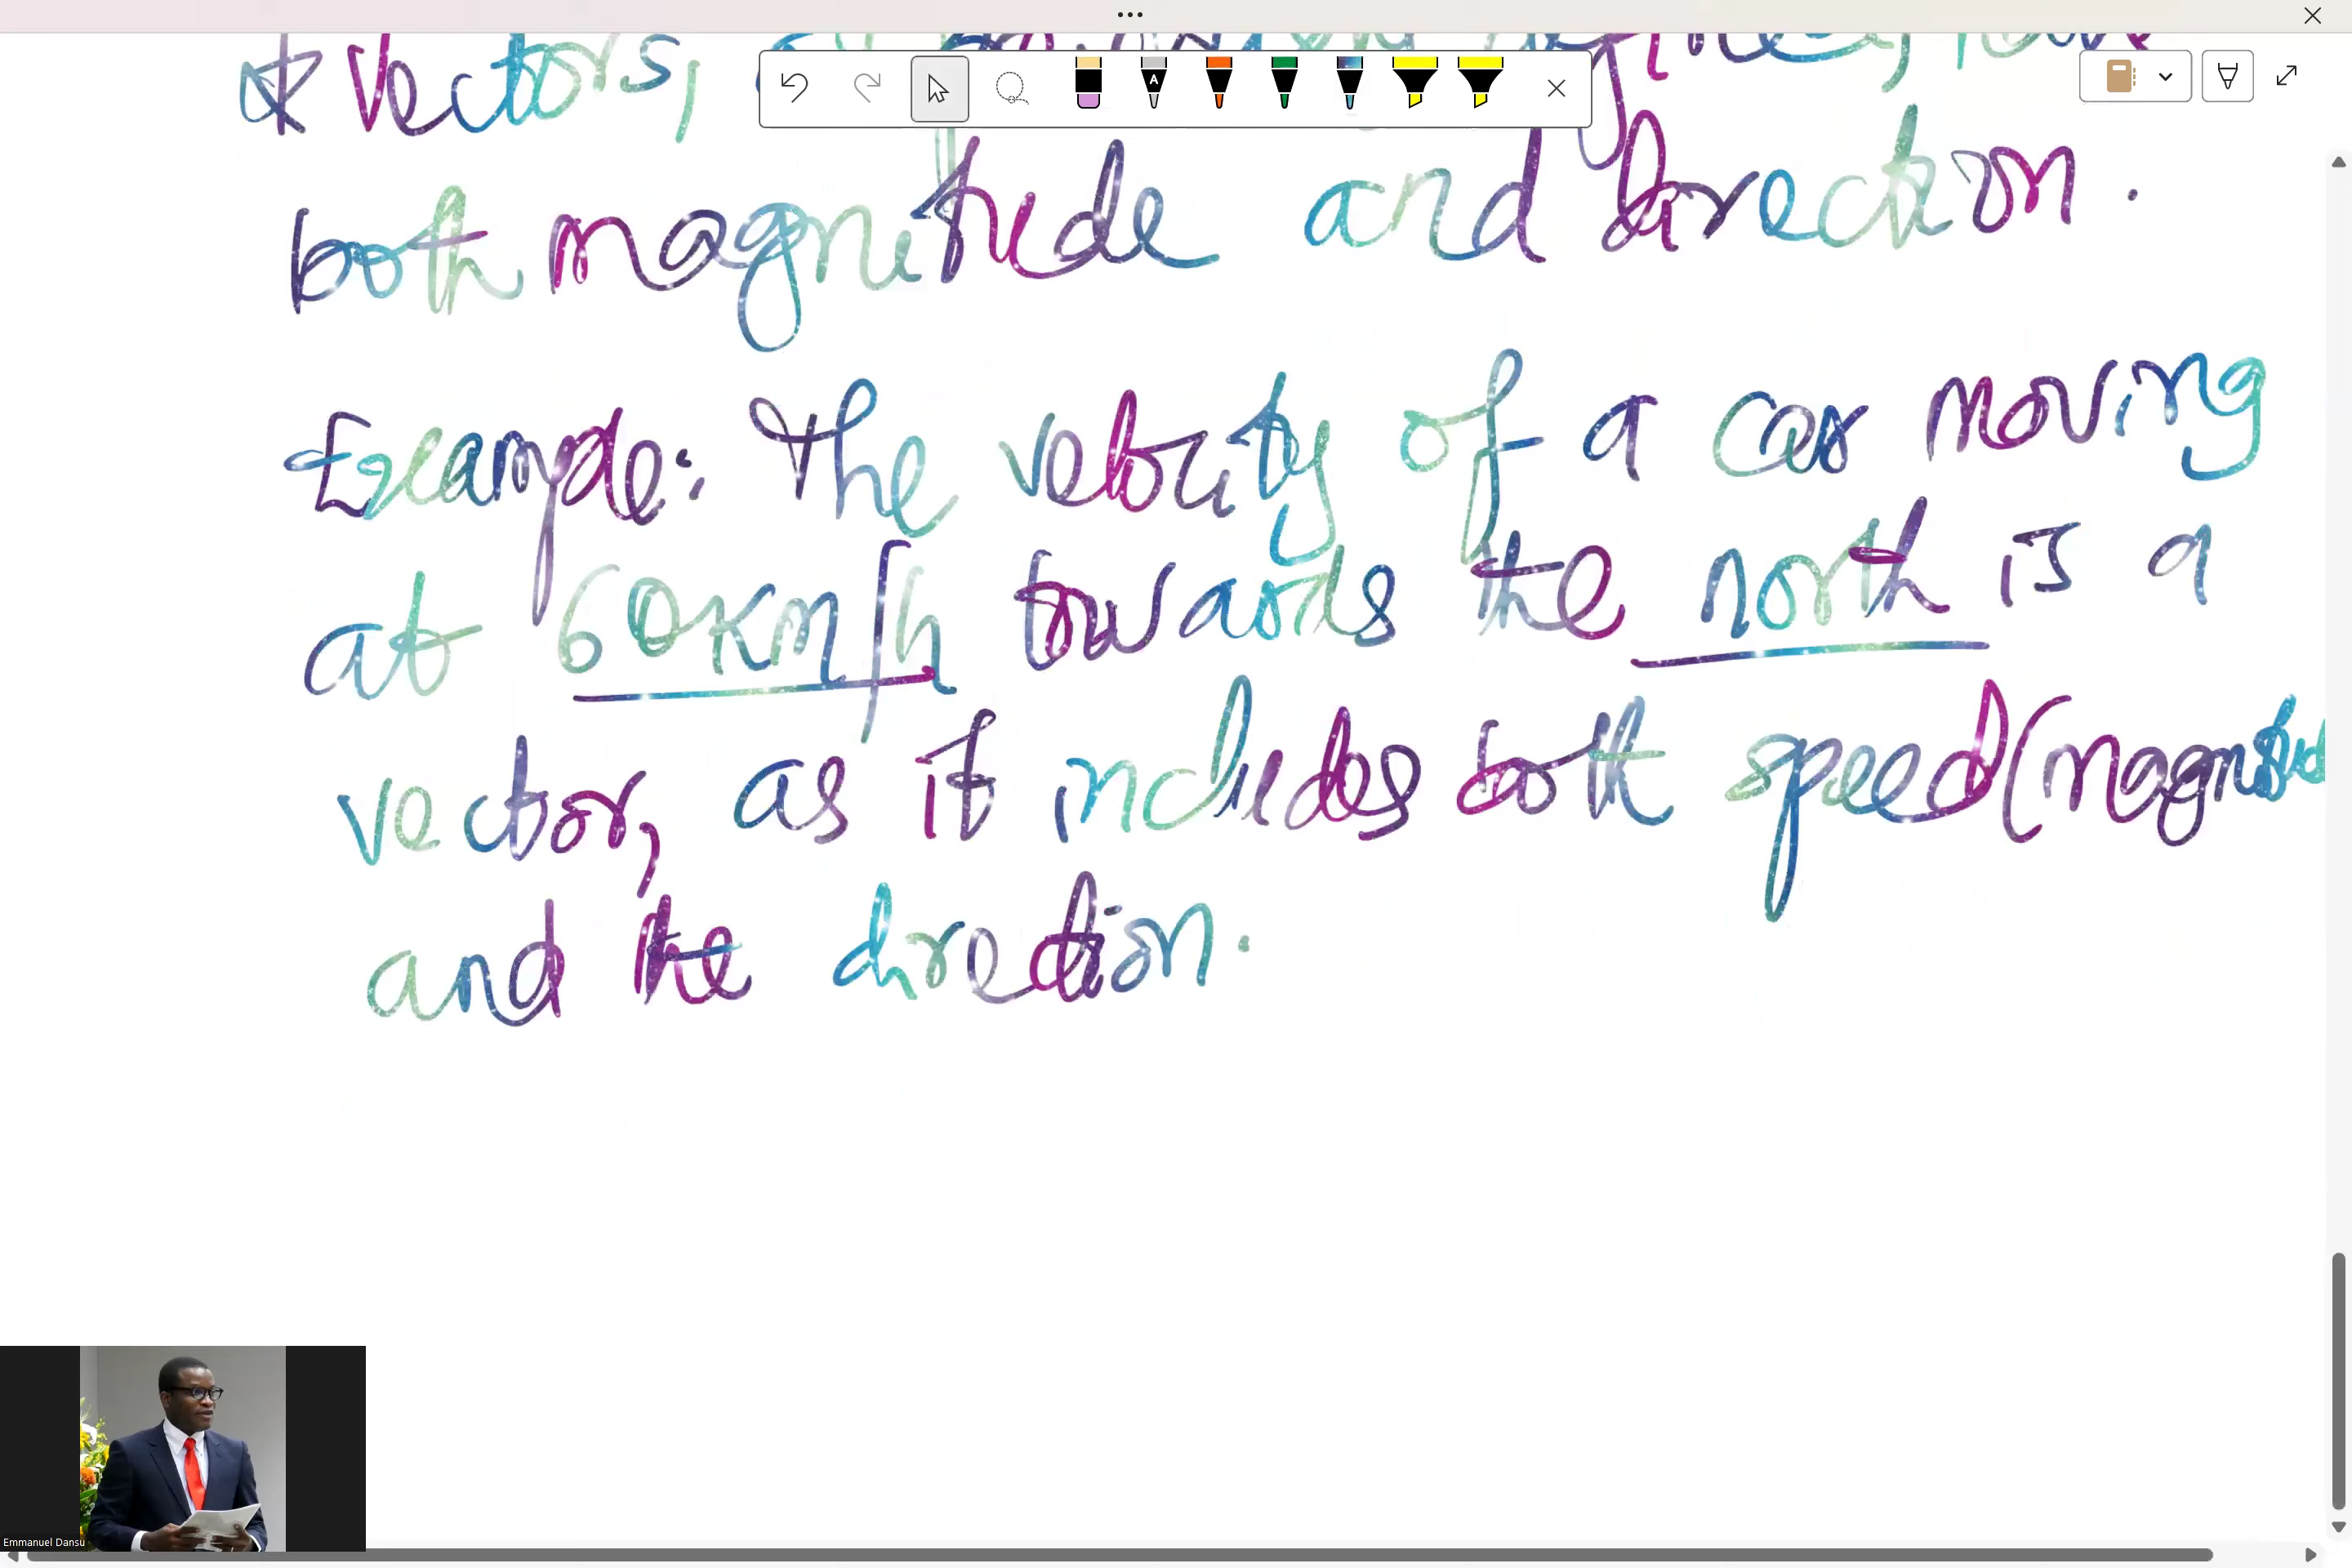 * Vectors,
both magnitude and direction.
Example: The velocity of a car moving
at 60Km/h towards the north is a
vector, as it includes both speed(magnitud
and the direction.
Emmanuel Dansu